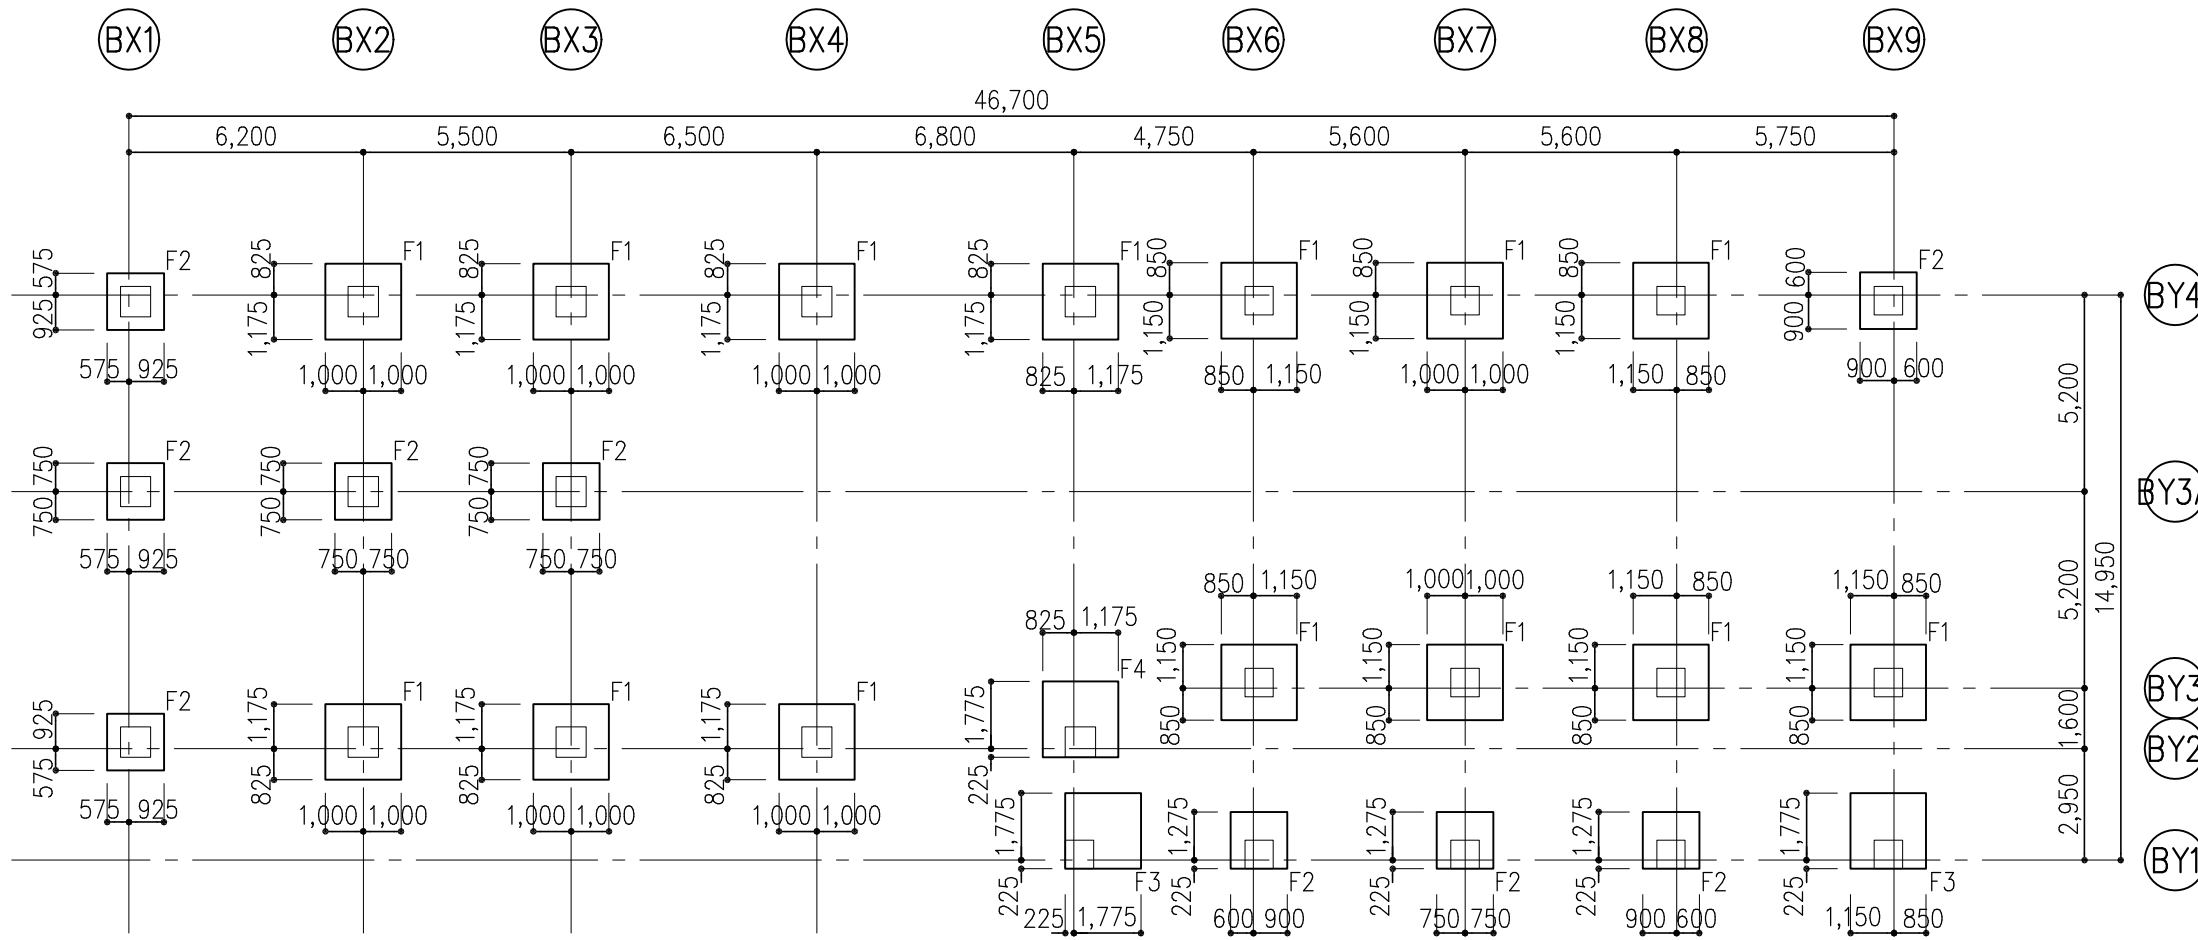 BX1 BX2 BX3 BX4 BX5 BX6 BX7 BX8 BX9
46,700
6,200 5,500 6,500 6,800 4,750 5,600 5,600 5,750
575 925 F2 575 925
825 1,175 F1 1,000 1,000
825 1,175 F1 1,000 1,000
825 1,175 F1 1,000 1,000
825 1,175 F1 825 1,175
850 1,150 F1 850 1,150
850 1,150 F1 1,000 1,000
850 1,150 F1 1,150 850
600 900 F2 900 600
BY4
5,200
750 750 F2 575 925
750 750 F2 750 750
750 750 F2 750 750
BY3A
5,200
14,950
925 575 F2 575 925
1,175 825 F1 1,000 1,000
1,175 825 F1 1,000 1,000
1,175 825 F1 1,000 1,000
825 1,175 F4 1,775 225
850 1,150 F1 1,150 850
1,000 1,000 F1 1,150 850
1,150 850 F1 1,150 850
1,150 850 F1 1,150 850
BY3
1,600
BY2
2,950
1,775 225 F3 225 1,775
1,275 225 F2 600 900
1,275 225 F2 750 750
1,275 225 F2 900 600
1,775 225 F3 1,150 850
BY1